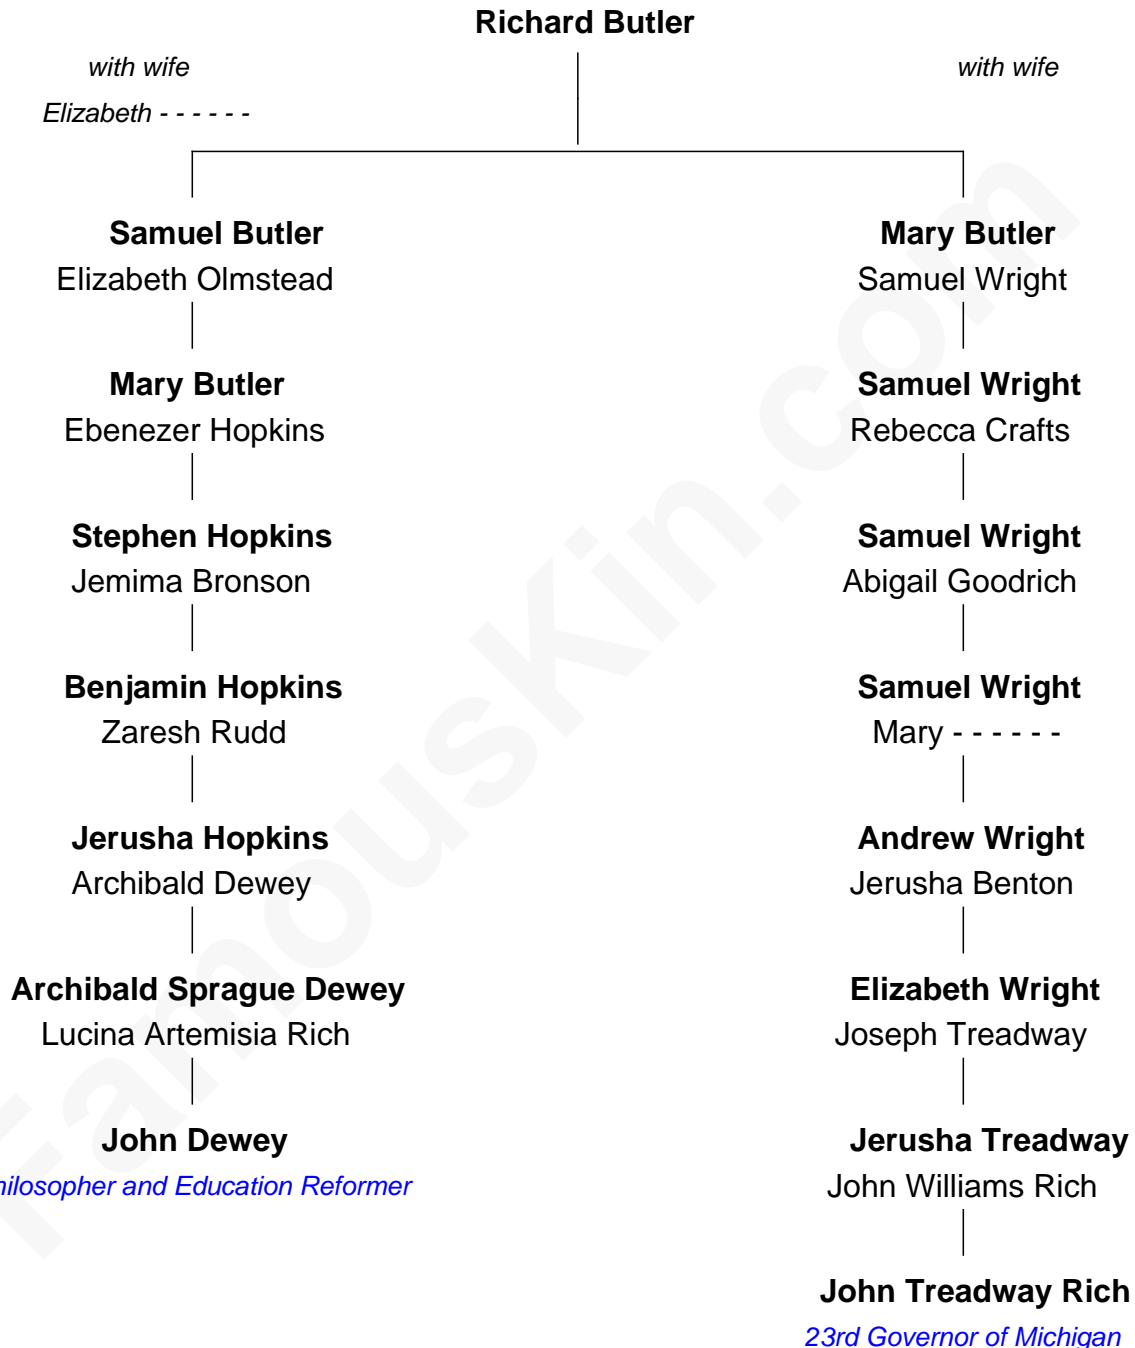 Richard Butler
with wife
with wife
Elizabeth - - - - - -
Samuel Butler
Mary Butler
Elizabeth Olmstead
Samuel Wright
Mary Butler
Samuel Wright
Ebenezer Hopkins
Rebecca Crafts
Stephen Hopkins
Samuel Wright
Jemima Bronson
Abigail Goodrich
Benjamin Hopkins
Samuel Wright
Zaresh Rudd
Mary - - - - - -
Jerusha Hopkins
Andrew Wright
Archibald Dewey
Jerusha Benton
Archibald Sprague Dewey
Elizabeth Wright
Lucina Artemisia Rich
Joseph Treadway
John Dewey
Jerusha Treadway
hilosopher and Education Reformer
John Williams Rich
John Treadway Rich
23rd Governor of Michigan
FamousKin.com